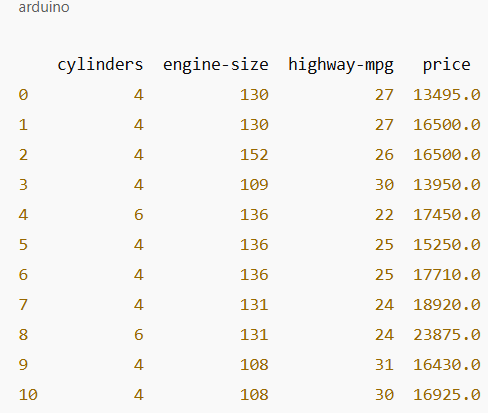 arduino
cylinders engine-size highway-mpg price
0 4 130 27 13495.0
1 4 130 27 16500.0
2 4 152 26 16500.0
3 4 109 30 13950.0
4 6 136 22 17450.0
5 4 136 25 15250.0
6 4 136 25 17710.0
7 4 131 24 18920.0
8 6 131 24 23875.0
9 4 108 31 16430.0
10 4 108 30 16925.0